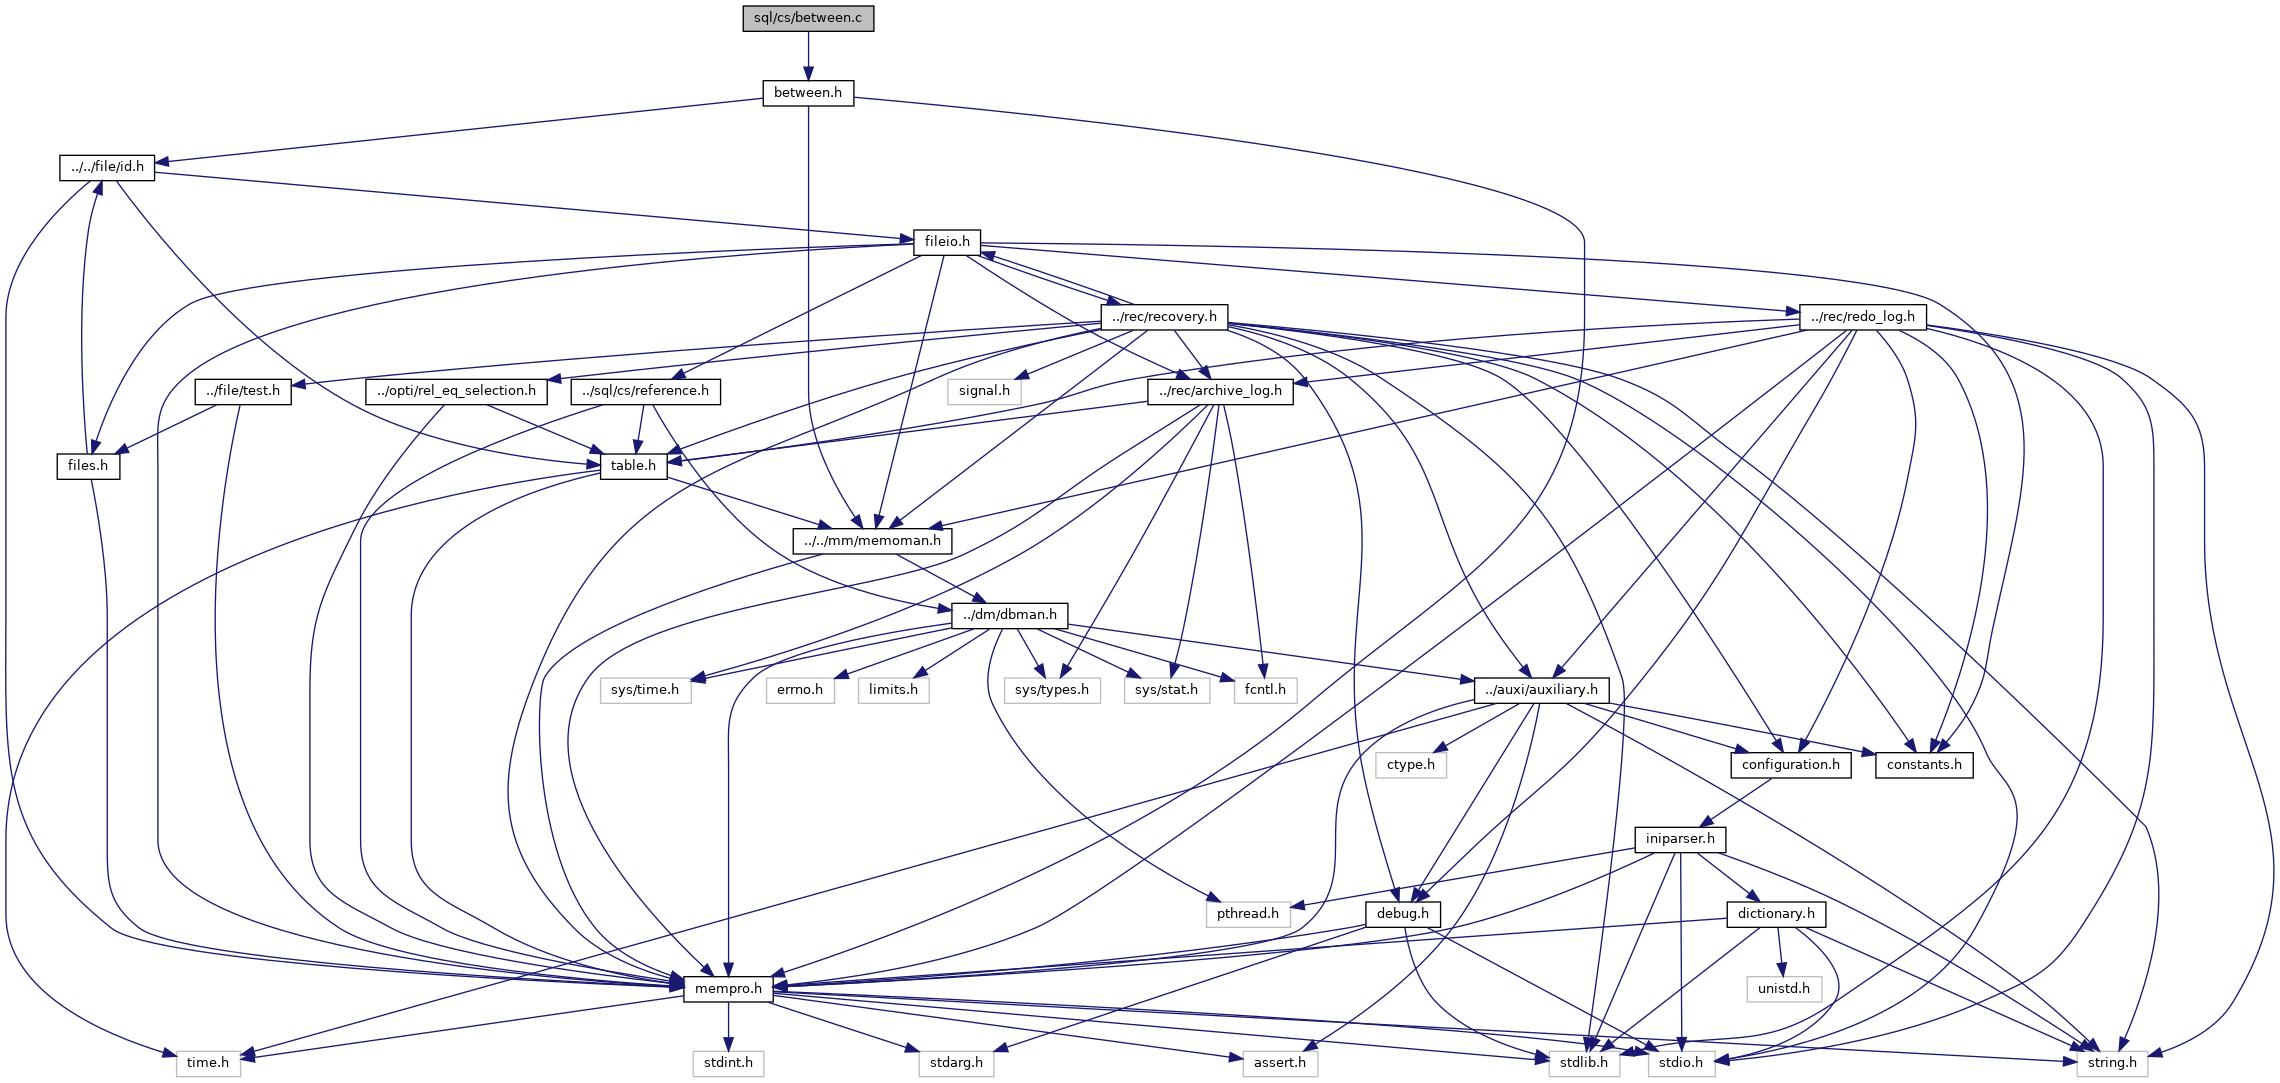 sql/cs/between.c
between.h
../../file/id.h
fileio.h
../rec/recovery.h
../rec/redo_log.h
../file/test.h
../opti/rel_eq_selection.h
../sql/cs/reference.h
signal.h
../rec/archive_log.h
files.h
table.h
../../mm/memoman.h
../dm/dbman.h
sys/time.h
errno.h
limits.h
sys/types.h
sys/stat.h
fcntl.h
../auxi/auxiliary.h
ctype.h
configuration.h
constants.h
iniparser.h
pthread.h
debug.h
dictionary.h
mempro.h
unistd.h
time.h
stdint.h
stdarg.h
assert.h
stdlib.h
stdio.h
string.h